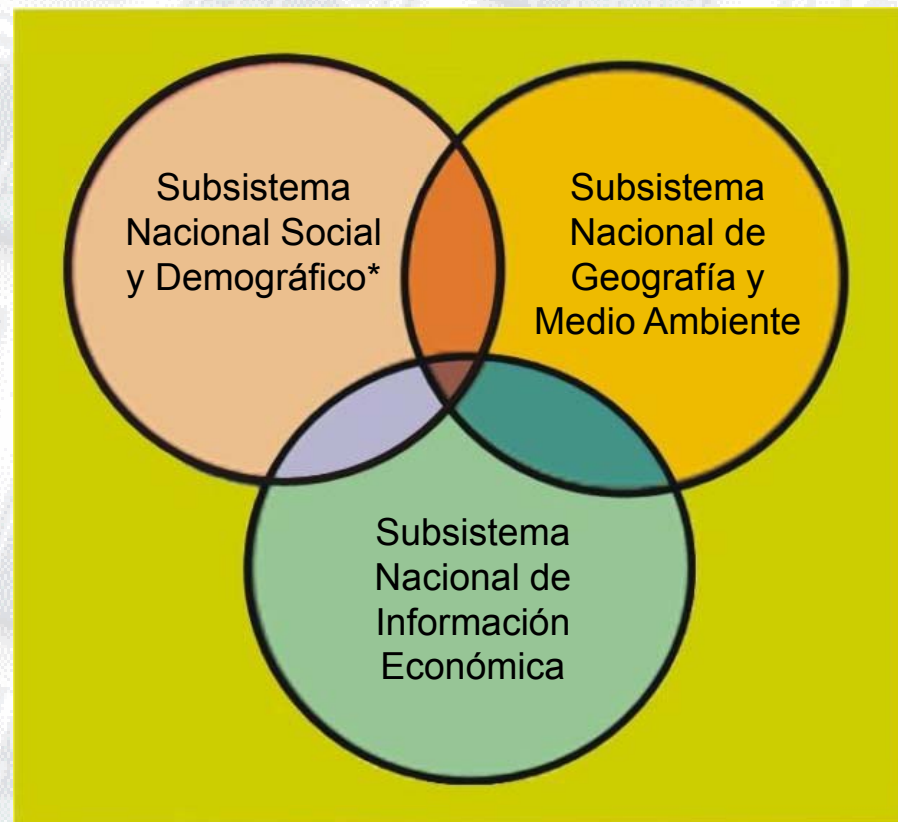 Subsistema
Nacional Social
y Demográfico*
Subsistema
Nacional de
Geografía y
Medio Ambiente
Subsistema
Nacional de
Información
Económica